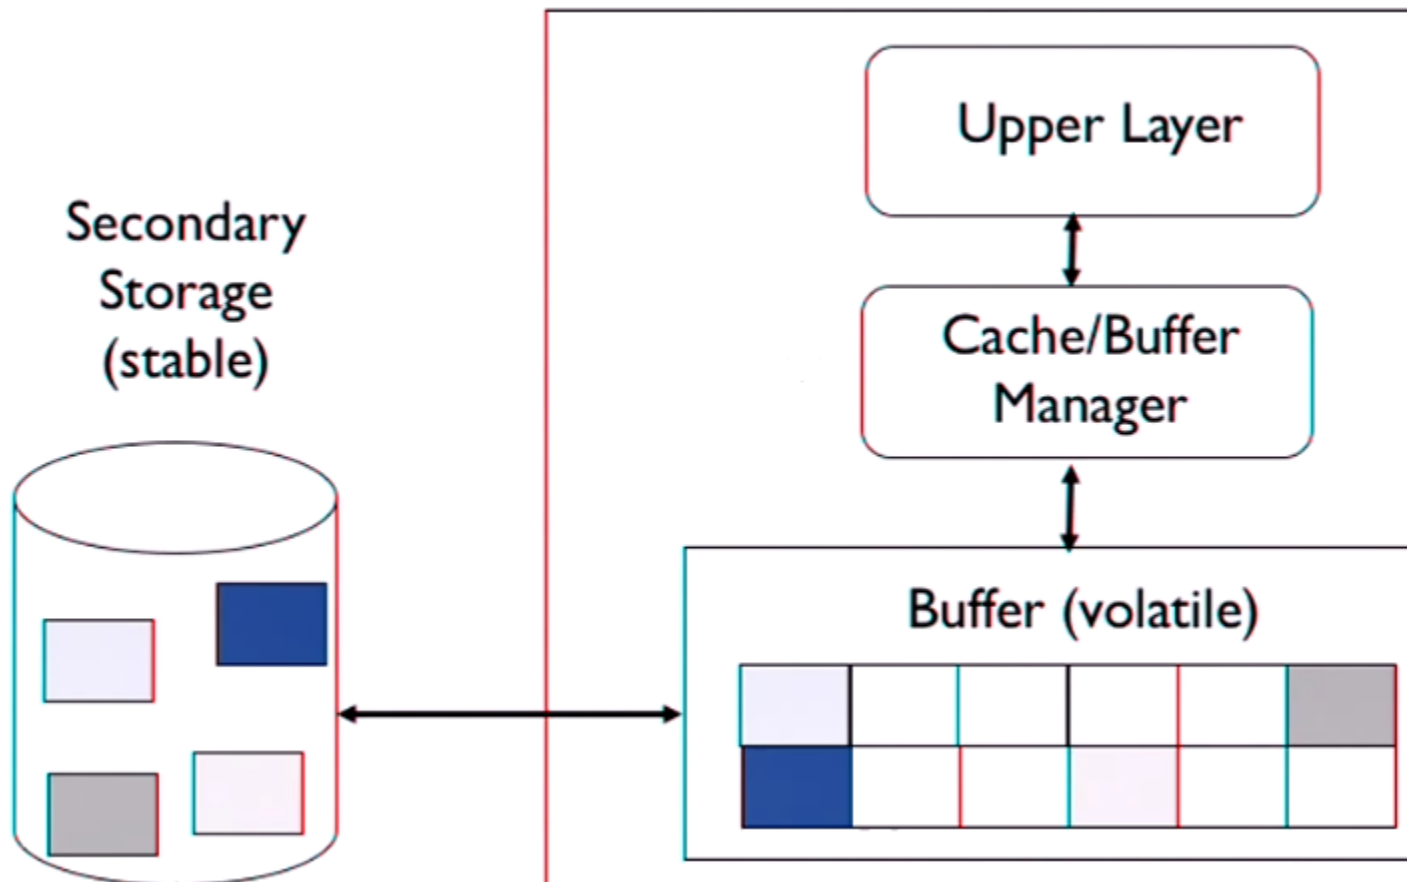 Upper Layer
Secondary
Storage
(stable)
Cache/Buffer
Manager
Buffer (volatile)